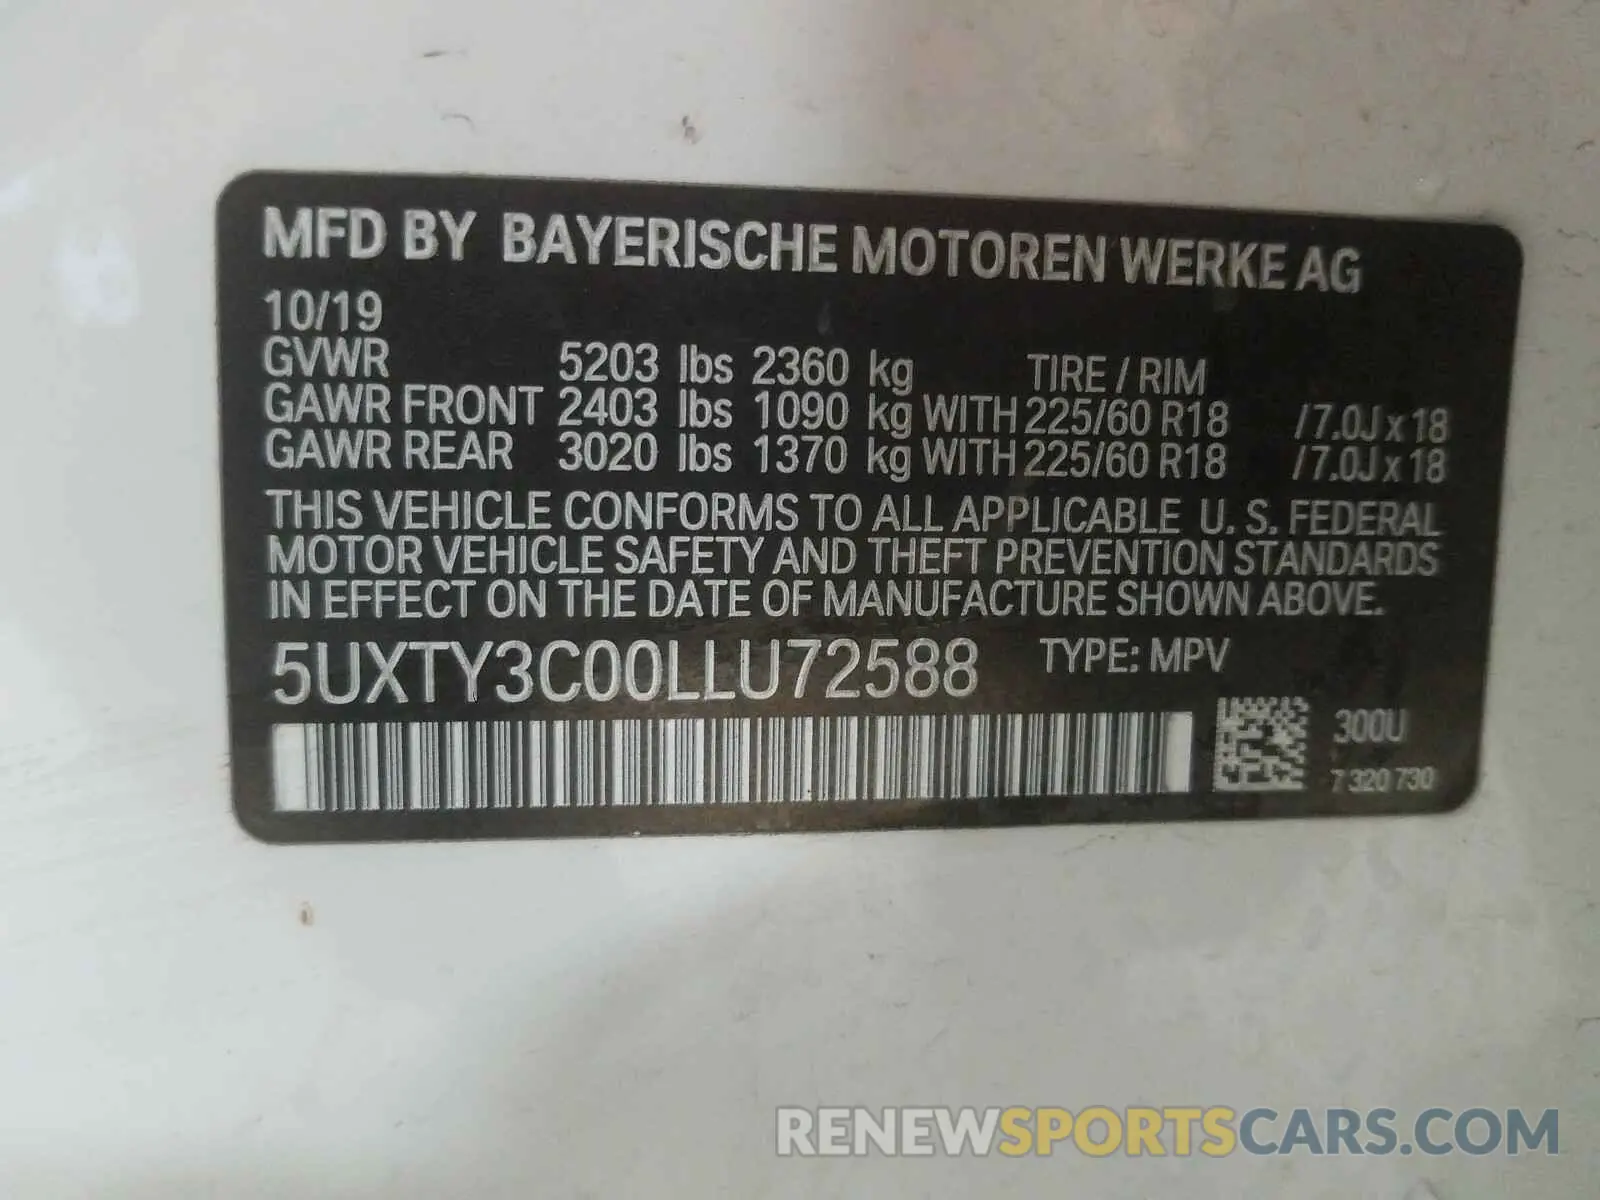 MFD BY BAYERISCHE MOTOREN WERKE AG
10/19
GVWR 5203 lbs 2360 kg TIRE / RIM
GAWR FRONT 2403 lbs 1090 kg WITH 225/60 R18 /7.0J x 18
GAWR REAR 3020 lbs 1370 kg WITH 225/60 R18 /7.0J x 18
THIS VEHICLE CONFORMS TO ALL APPLICABLE U. S. FEDERAL
MOTOR VEHICLE SAFETY AND THEFT PREVENTION STANDARDS
IN EFFECT ON THE DATE OF MANUFACTURE SHOWN ABOVE.
5UXTY3C00LLU72588 TYPE: MPV
300U
7 320 730
RENEWSPORTSCARS.COM